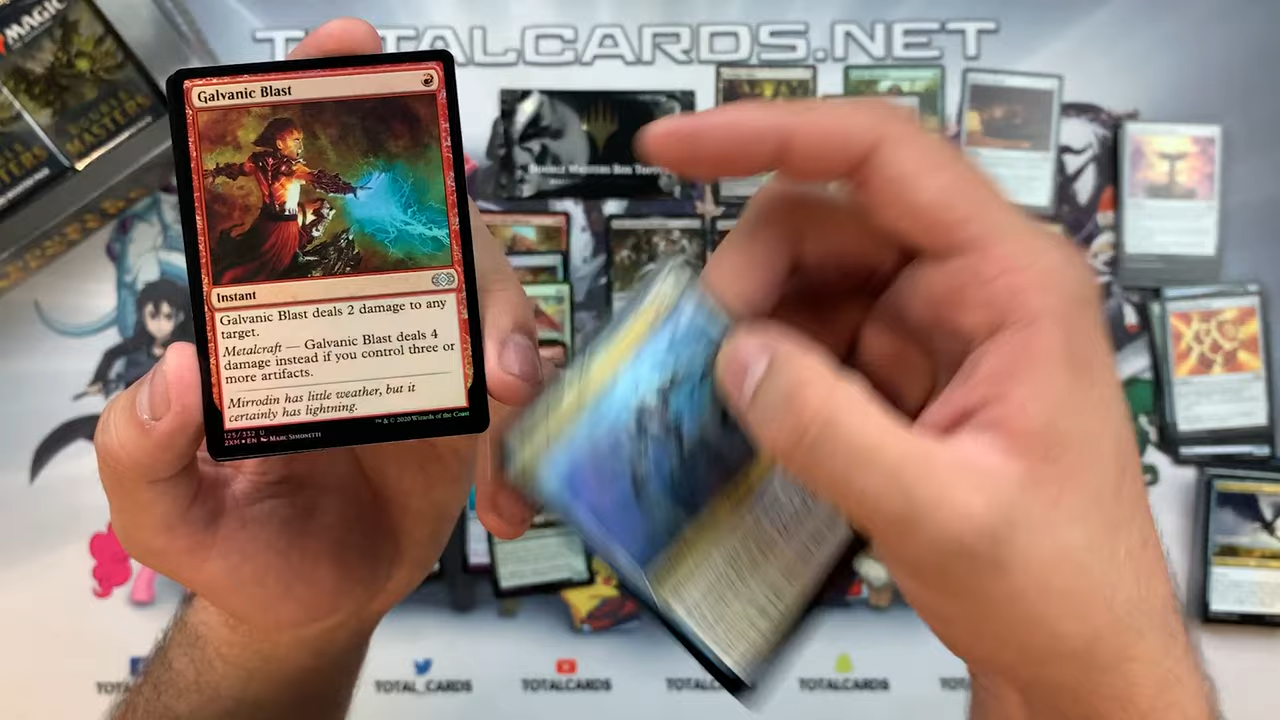 TOTALCARDS.NET
MAGIC
MASTERS
Galvanic Blast
Instant
Galvanic Blast deals 2 damage to any
target.
Metalcraft — Galvanic Blast deals 4
damage instead if you control three or
more artifacts.
Mirrodin has little weather, but it
certainly has lightning.
125/332 U
2XM • EN Marc Simonetti
™ & © 2020 Wizards of the Coast
TOTAL_CARDS
TOTALCARDS
TOTALCARDS